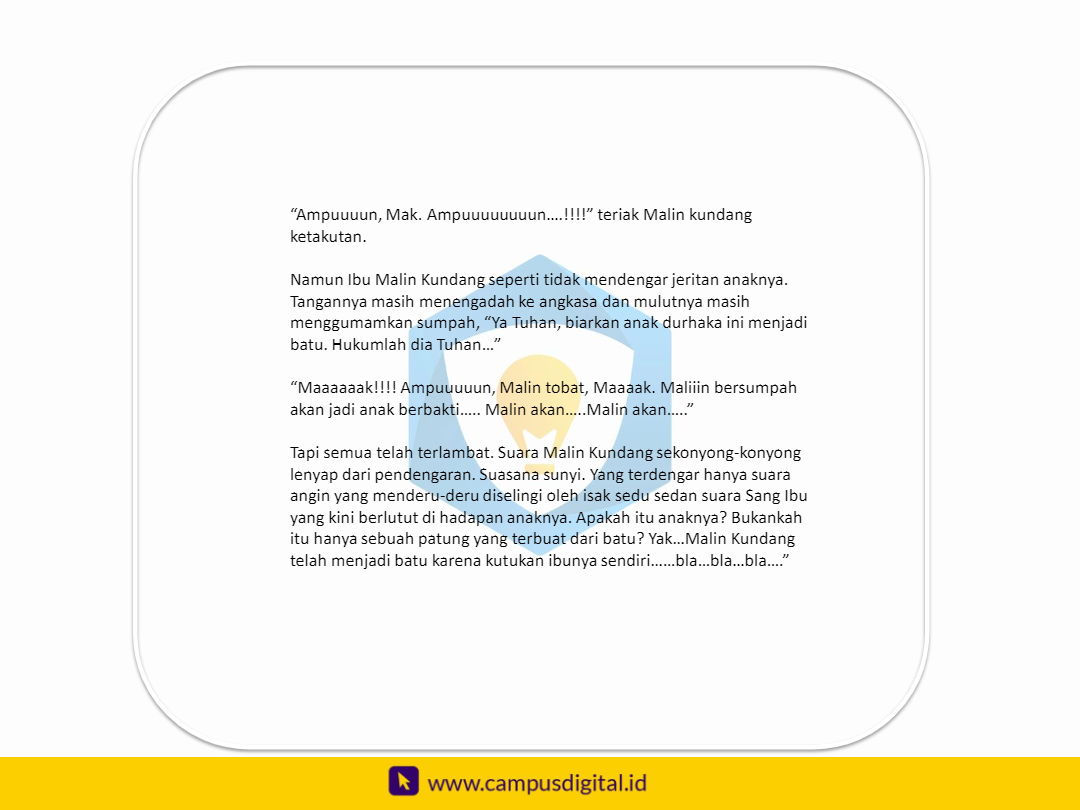 “Ampuuuun, Mak. Ampuuuuuuuun....!!!!” teriak Malin kundang
ketakutan.
Namun Ibu Malin Kundang seperti tidak mendengar jeritan anaknya.
Tangannya masih menengadah ke angkasa dan mulutnya masih
menggumamkan sumpah, “Ya Tuhan, biarkan anak durhaka ini menjadi
batu. Hukumlah dia Tuhan...”
“Maaaaaak!!!! Ampuuuuun, Malin tobat, Maaaak. Maliiin bersumpah
akan jadi anak berbakti..... Malin akan.....Malin akan.....”
Tapi semua telah terlambat. Suara Malin Kundang sekonyong-konyong
lenyap dari pendengaran. Suasana sunyi. Yang terdengar hanya suara
angin yang menderu-deru diselingi oleh isak sedu sedan suara Sang Ibu
yang kini berlutut di hadapan anaknya. Apakah itu anaknya? Bukankah
itu hanya sebuah patung yang terbuat dari batu? Yak...Malin Kundang
telah menjadi batu karena kutukan ibunya sendiri......bla...bla...bla....”
www.campusdigital.id